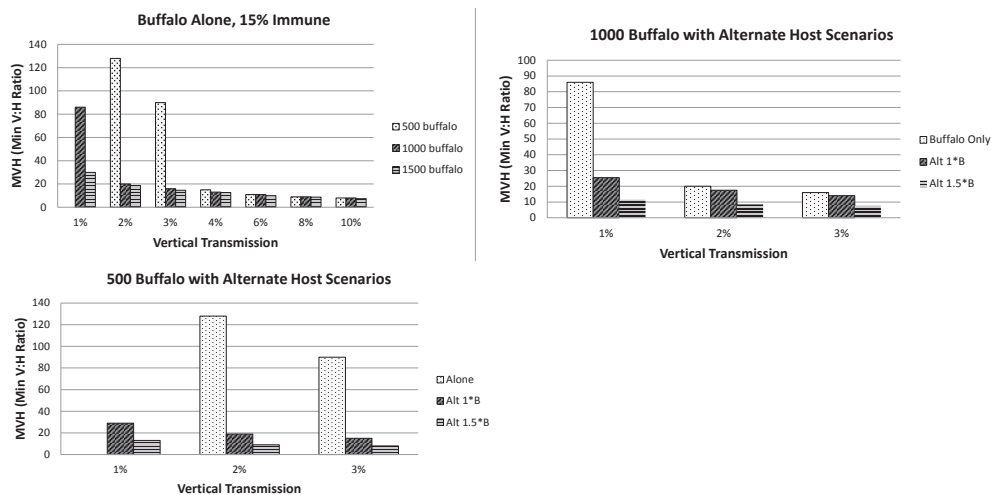 Buffalo Alone, 15% Immune
MVH (Min V:H Ratio)
140
120
100
80
60
40
20
0
1% 2% 3% 4% 6% 8% 10%
Vertical Transmission
500 buffalo
1000 buffalo
1500 buffalo
1000 Buffalo with Alternate Host Scenarios
MVH (Min V:H Ratio)
100
90
80
70
60
50
40
30
20
10
0
1% 2% 3%
Vertical Transmission
Buffalo Only
Alt 1*B
Alt 1.5*B
500 Buffalo with Alternate Host Scenarios
MVH (Min V:H Ratio)
140
120
100
80
60
40
20
0
1% 2% 3%
Vertical Transmission
Alone
Alt 1*B
Alt 1.5*B